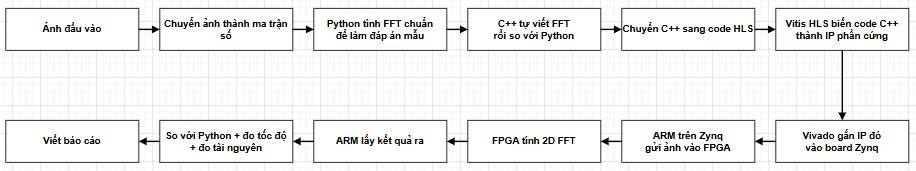 Ảnh đầu vào
Chuyển ảnh thành ma trận
số
Python tính FFT chuẩn
để làm đáp án mẫu
C++ tự viết FFT
rồi so với Python
Chuyển C++ sang code HLS
Vitis HLS biến code C++
thành IP phần cứng
Vivado gắn IP đó
vào board Zynq
ARM trên Zynq
gửi ảnh vào FPGA
FPGA tính 2D FFT
ARM lấy kết quả ra
So với Python + đo tốc độ
+ đo tài nguyên
Viết báo cáo